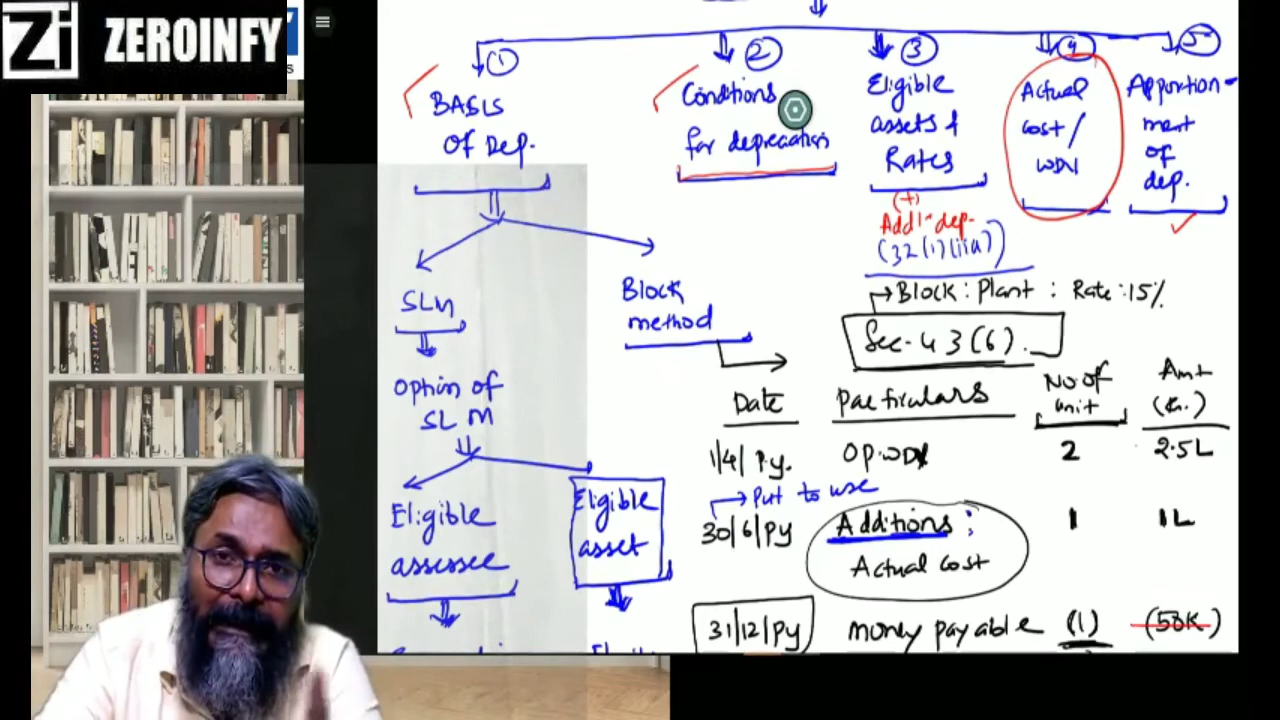 Zi ZEROINFY
① ② ③ ④ ⑤
BASIS
Of Dep.
Conditions
for depreciation
Eligible
assets &
Rates
(+)
Addl. dep.
(32(1)(iia))
Actual
cost/
WDV
Apportion-
ment
of
dep.
SLM
Block
method
Option of
SLM
Eligible
assessee
Eligible
asset
Block : Plant : Rate : 15%
Sec. 43(6).
Date Particulars No of unit Amt
1/4/P.Y. Op. WDV 2 2.5L
Put to use
30/6/PY Additions : 1 1L
Actual cost
31/12/PY money payable (1) (50K)